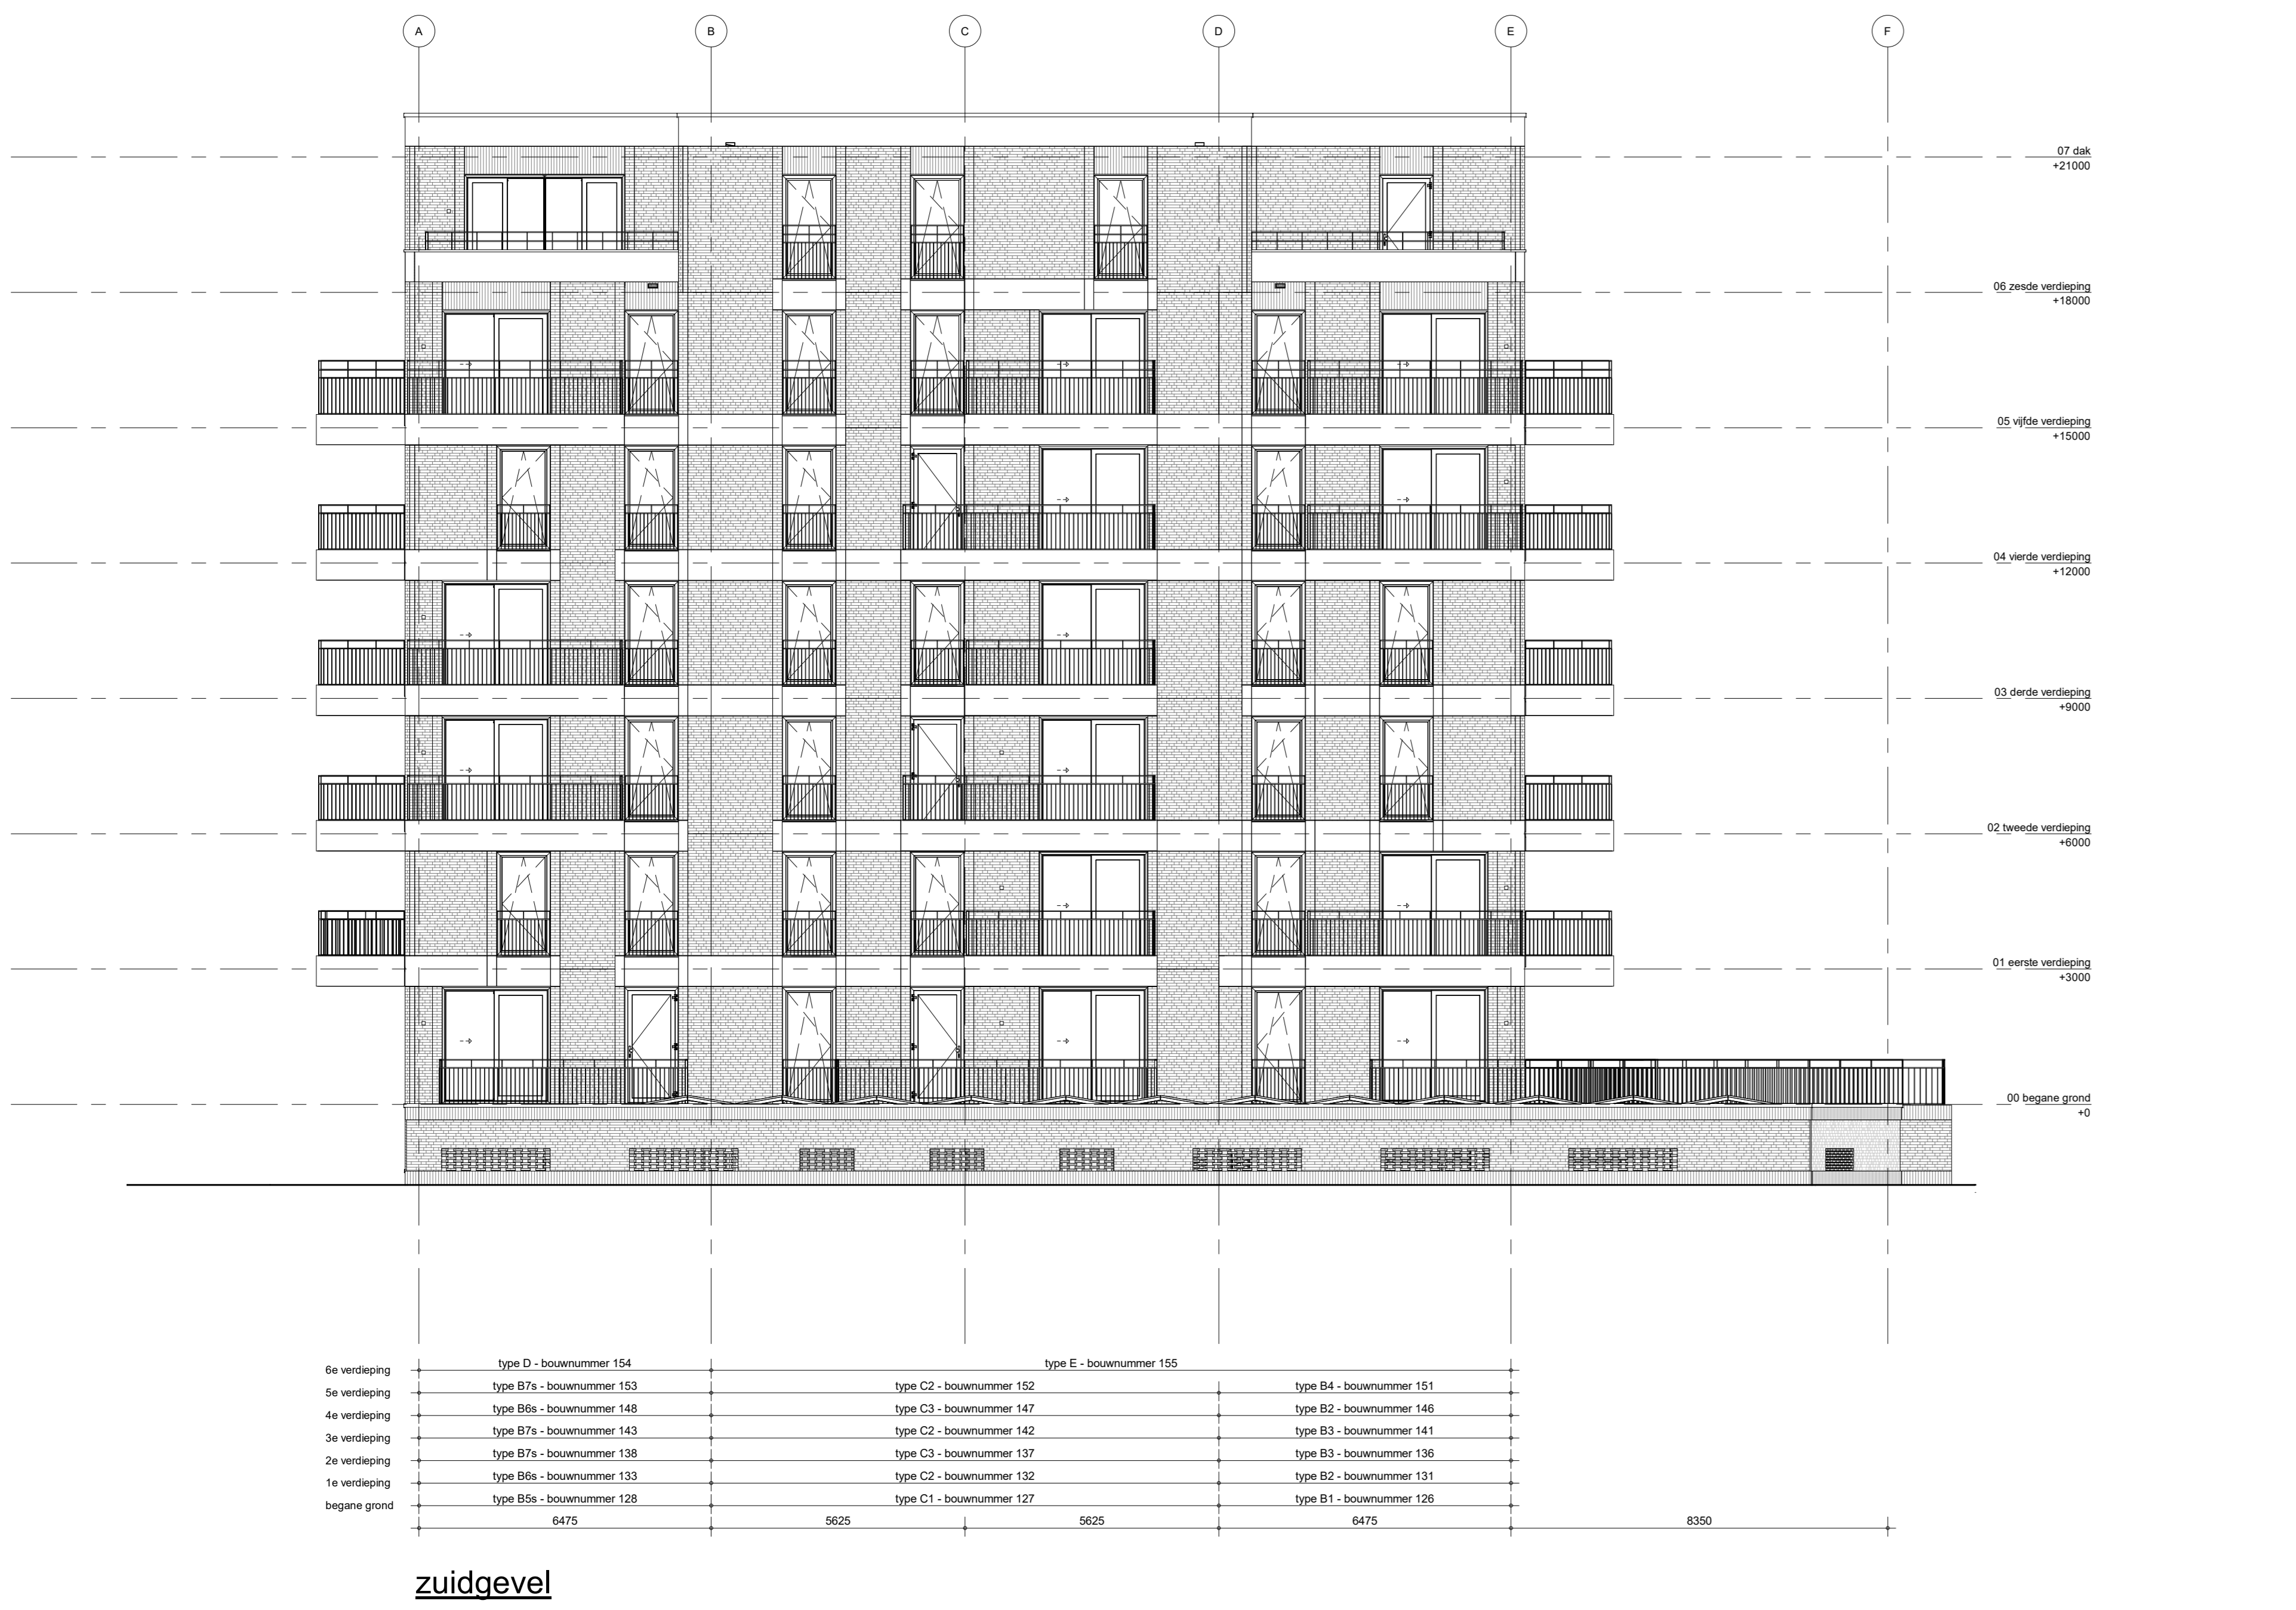 A B C D E F
07 dak
+21000
06 zesde verdieping
+18000
05 vijfde verdieping
+15000
04 vierde verdieping
+12000
03 derde verdieping
+9000
02 tweede verdieping
+6000
01 eerste verdieping
+3000
00 begane grond
+0
6e verdieping type D - bouwnummer 154 type E - bouwnummer 155
5e verdieping type B7s - bouwnummer 153 type C2 - bouwnummer 152 type B4 - bouwnummer 151
4e verdieping type B6s - bouwnummer 148 type C3 - bouwnummer 147 type B2 - bouwnummer 146
3e verdieping type B7s - bouwnummer 143 type C2 - bouwnummer 142 type B3 - bouwnummer 141
2e verdieping type B7s - bouwnummer 138 type C3 - bouwnummer 137 type B3 - bouwnummer 136
1e verdieping type B6s - bouwnummer 133 type C2 - bouwnummer 132 type B2 - bouwnummer 131
begane grond type B5s - bouwnummer 128 type C1 - bouwnummer 127 type B1 - bouwnummer 126
6475 5625 5625 6475 8350
zuidgevel